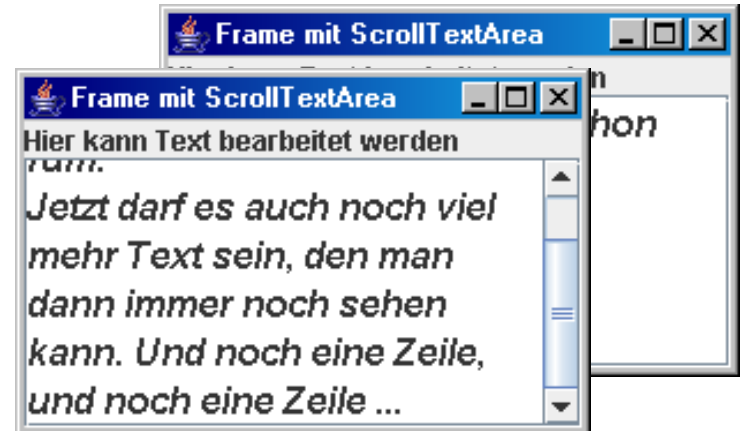 Frame mit ScrollTextArea
hon
Frame mit ScrollTextArea
Hier kann Text bearbeitet werden
Jetzt darf es auch noch viel
mehr Text sein, den man
dann immer noch sehen
kann. Und noch eine Zeile,
und noch eine Zeile ...